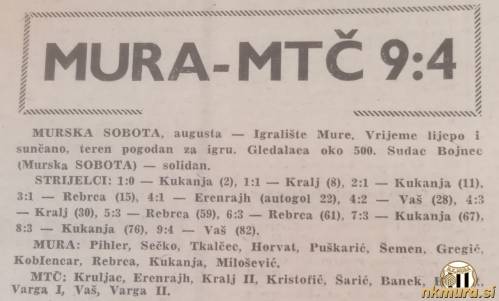 MURA-MTČ 9:4
MURSKA SOBOTA, augusta — Igralište Mure. Vrijeme lijepo i
sunčano, teren pogodan za igru. Gledalaca oko 500. Sudac Bojnec
(Murska SOBOTA) — solidan.
STRIJELCI: 1:0 — Kukanja (2), 1:1 — Kralj (8), 2:1 — Kukanja (11),
3:1 — Rebrca (15), 4:1 — Erenrajh (autogol 22), 4:2 — Vaš (28), 4:3
— Kralj (30), 5:3 — Rebrca (59), 6:3 — Rebrca (61), 7:3 — Kukanja (67),
8:3 — Kukanja (76), 9:4 — Vaš (82).
MURA: Pihler, Sečko, Tkalčec, Horvat, Puškarić, Šemen, Gregič,
Koblencar, Rebrca, Kukanja, Milošević.
MTČ: Kruljac, Erenrajh, Kralj II, Kristofić, Šarić, Banek,
Varga I, Vaš, Varga II.
nkmura.si